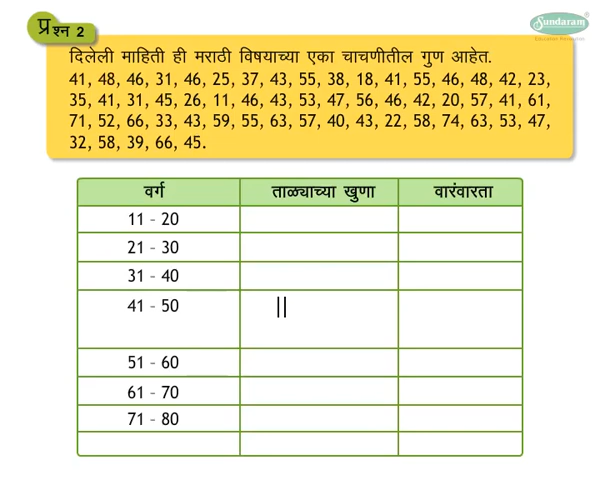 प्रश्न 2
Sundaram
दिलेली माहिती ही मराठी विषयाच्या एका चाचणीतील गुण आहेत.
41, 48, 46, 31, 46, 25, 37, 43, 55, 38, 18, 41, 55, 46, 48, 42, 23,
35, 41, 31, 45, 26, 11, 46, 43, 53, 47, 56, 46, 42, 20, 57, 41, 61,
71, 52, 66, 33, 43, 59, 55, 63, 57, 40, 43, 22, 58, 74, 63, 53, 47,
32, 58, 39, 66, 45.
वर्ग ताळ्याच्या खुणा वारंवारता
11 - 20
21 - 30
31 - 40
41 - 50 ||
51 - 60
61 - 70
71 - 80